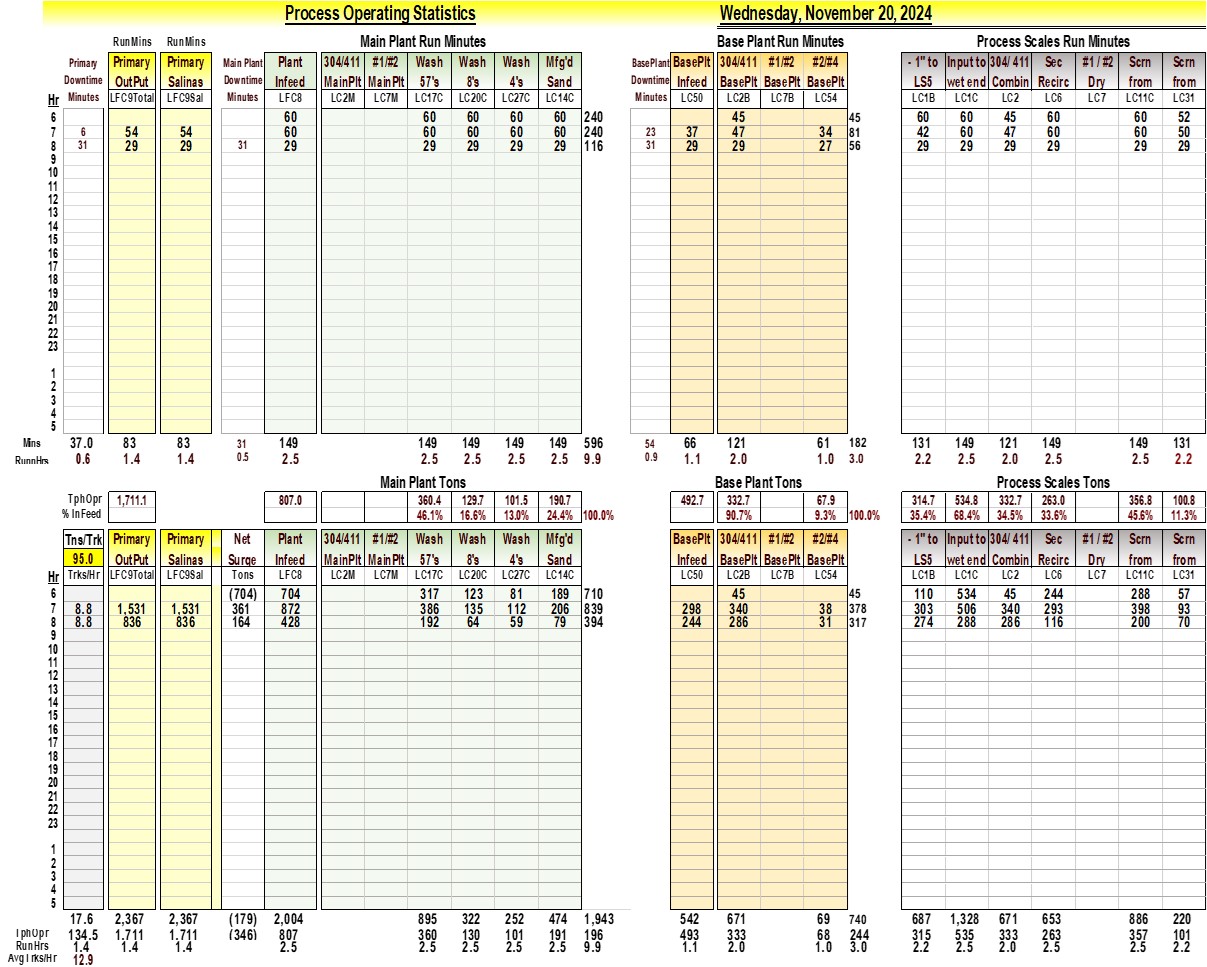 Process Operating Statistics Wednesday, November 20, 2024
RunMins RunMins Main Plant Run Minutes Base Plant Run Minutes Process Scales Run Minutes
Primary Primary Primary Main Plant Plant 304/411 #1/#2 Wash Wash Wash Mfg'd BasePlant BasePlt 304/411 #1/#2 #2/#4 - 1" to Input to 304/ 411 Sec #1 / #2 Scrn Scrn
Downtime OutPut Salinas Downtime Infeed MainPlt MainPlt 57's 8's 4's Sand Downtime Infeed BasePlt BasePlt BasePlt LS5 wet end Combin Recirc Dry from from
Hr Minutes LFC9Total LFC9Sal Minutes LFC8 LC2M LC7M LC17C LC20C LC27C LC14C Minutes LC50 LC2B LC7B LC54 LC1B LC1C LC2 LC6 LC7 LC11C LC31
6 60 60 60 60 60 240 45 45 60 60 45 60 60 52
7 6 54 54 60 60 60 60 60 240 23 37 47 34 81 42 60 47 60 60 50
8 31 29 29 31 29 29 29 29 29 116 31 29 29 27 56 29 29 29 29 29 29
9
10
11
12
13
14
15
16
17
18
19
20
21
22
23
1
2
3
4
5
Mins 37.0 83 83 31 149 149 149 149 149 596 54 66 121 61 182 131 149 121 149 149 131
RunnHrs 0.6 1.4 1.4 0.5 2.5 2.5 2.5 2.5 2.5 9.9 0.9 1.1 2.0 1.0 3.0 2.2 2.5 2.0 2.5 2.5 2.2
Main Plant Tons Base Plant Tons Process Scales Tons
TphOpr 1,711.1 807.0 360.4 129.7 101.5 190.7 492.7 332.7 67.9 314.7 534.8 332.7 263.0 356.8 100.8
% InFeed 46.1% 16.6% 13.0% 24.4% 100.0% 90.7% 9.3% 100.0% 35.4% 68.4% 34.5% 33.6% 45.6% 11.3%
Tns/Trk Primary Primary Net Plant 304/411 #1/#2 Wash Wash Wash Mfg'd BasePlt 304/411 #1/#2 #2/#4 - 1" to Input to 304/ 411 Sec #1 / #2 Scrn Scrn
95.0 OutPut Salinas Surge Infeed MainPlt MainPlt 57's 8's 4's Sand Infeed BasePlt BasePlt BasePlt LS5 wet end Combin Recirc Dry from from
Hr Trks/Hr LFC9Total LFC9Sal Tons LFC8 LC2M LC7M LC17C LC20C LC27C LC14C LC50 LC2B LC7B LC54 LC1B LC1C LC2 LC6 LC7 LC11C LC31
6 (704) 704 317 123 81 189 710 45 45 110 534 45 244 288 57
7 8.8 1,531 1,531 361 872 386 135 112 206 839 298 340 38 378 303 506 340 293 398 93
8 8.8 836 836 164 428 192 64 59 79 394 244 286 31 317 274 288 286 116 200 70
9
10
11
12
13
14
15
16
17
18
19
20
21
22
23
1
2
3
4
5
17.6 2,367 2,367 (179) 2,004 895 322 252 474 1,943 542 671 69 740 687 1,328 671 653 886 220
TphOpr 134.5 1,711 1,711 (346) 807 360 130 101 191 196 493 333 68 244 315 535 333 263 357 101
RunHrs 1.4 1.4 1.4 2.5 2.5 2.5 2.5 2.5 9.9 1.1 2.0 1.0 3.0 2.2 2.5 2.0 2.5 2.5 2.2
AvgTrks/Hr 12.9